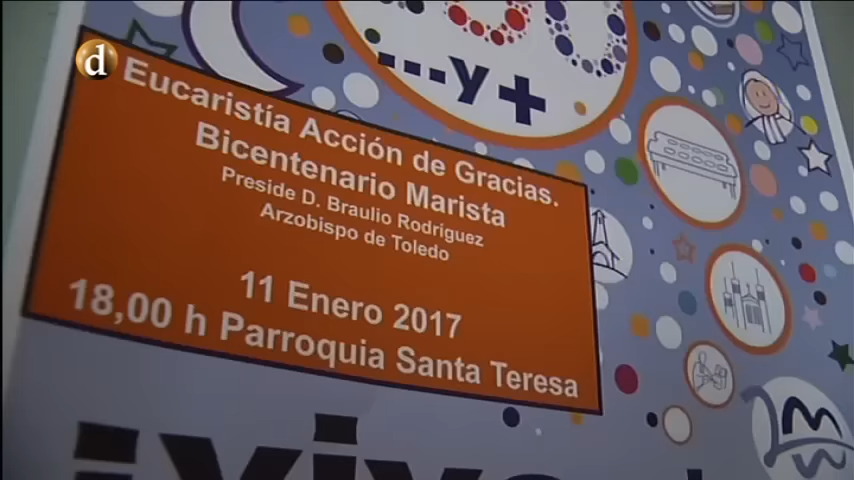 d
...y+
Eucaristía Acción de Gracias.
Bicentenario Marista
Preside D. Braulio Rodríguez
Arzobispo de Toledo
11 Enero 2017
18,00 h Parroquia Santa Teresa